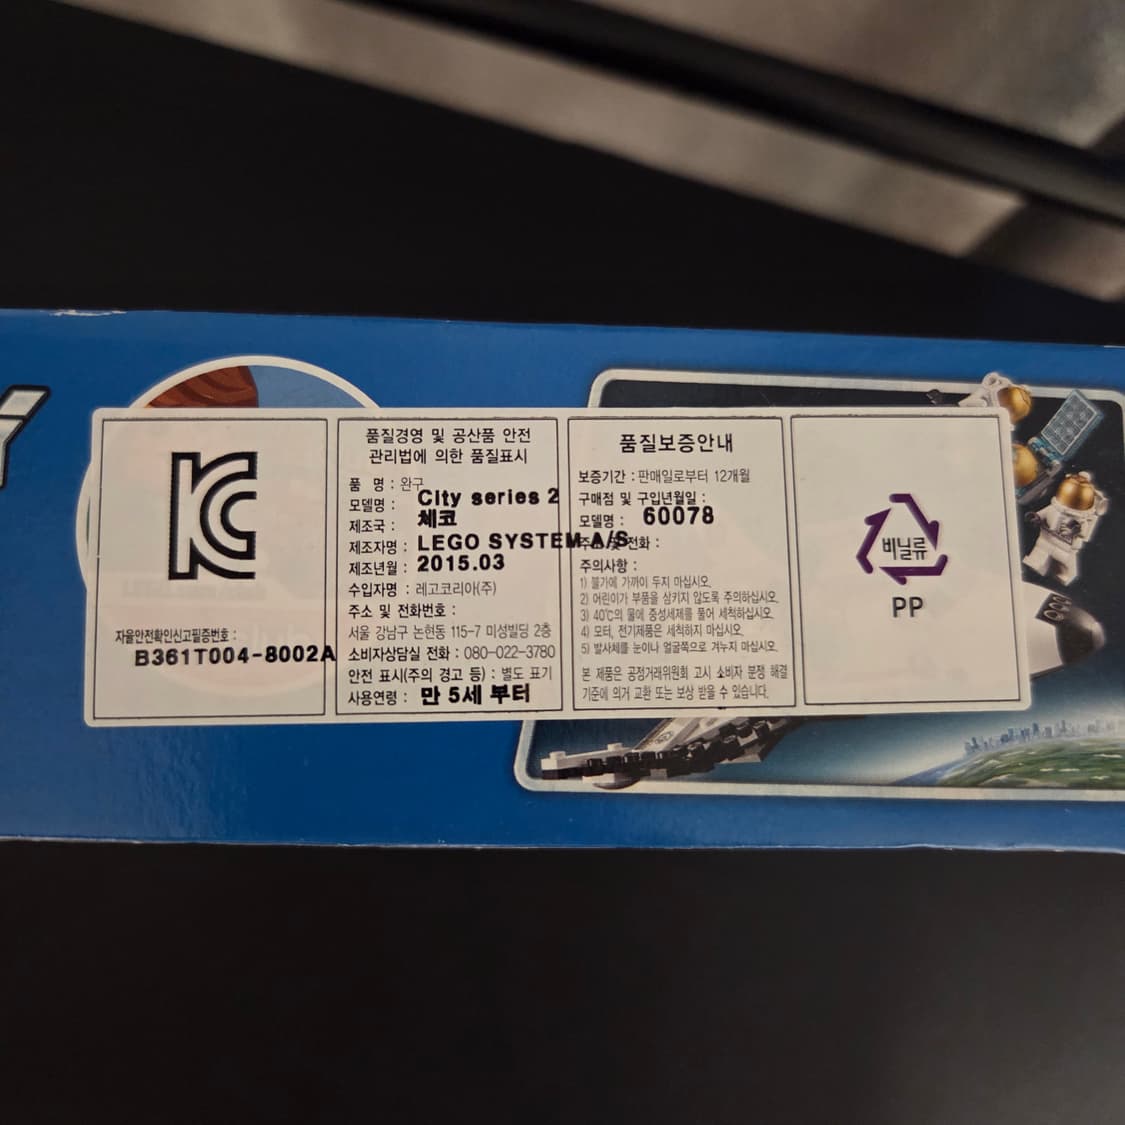 KC
자율안전확인신고필증번호 :
B361T004-8002A
품질경영 및 공산품 안전
관리법에 의한 품질표시
품 명 : 완구
모델명 : City series 2
제조국 : 체코
제조자명 : LEGO SYSTEM A/S
제조년월 : 2015.03
수입자명 : 레고코리아(주)
주소 및 전화번호 :
서울 강남구 논현동 115-7 미성빌딩 2층
소비자상담실 전화 : 080-022-3780
안전 표시(주의 경고 등) : 별도 표기
사용연령 : 만 5세 부터
품질보증안내
보증기간 : 판매일로부터 12개월
구매점 및 구입년월일 :
모델명 : 60078
주소 및 전화 :
주의사항 :
1) 불가에 가까이 두지 마십시오.
2) 어린이가 부품을 삼키지 않도록 주의하십시오.
3) 40℃의 물에 중성세제를 풀어 세척하십시오.
4) 모터, 전기제품은 세척하지 마십시오.
5) 발사체를 눈이나 얼굴쪽으로 겨누지 마십시오.
본 제품은 공정거래위원회 고시 소비자 분쟁 해결
기준에 의거 교환 또는 보상 받을 수 있습니다.
비닐류
PP